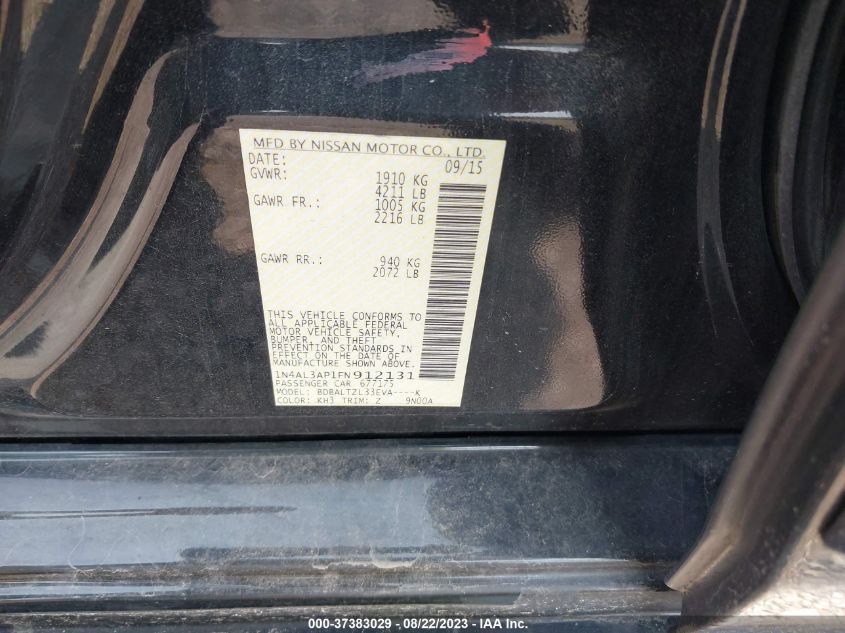 MFD BY NISSAN MOTOR CO., LTD.
DATE: 09/15
GVWR: 1910 KG
4211 LB
GAWR FR.: 1005 KG
2216 LB
GAWR RR.: 940 KG
2072 LB
THIS VEHICLE CONFORMS TO
ALL APPLICABLE FEDERAL
MOTOR VEHICLE SAFETY,
BUMPER, AND THEFT
PREVENTION STANDARDS IN
EFFECT ON THE DATE OF
MANUFACTURE SHOWN ABOVE.
1N4AL3AP1FN912131
PASSENGER CAR 677175
MODEL: BDBALTZL33EVA----K
COLOR: KH3 TRIM: Z 9N00A
000-37383029 - 08/22/2023 - IAA Inc.